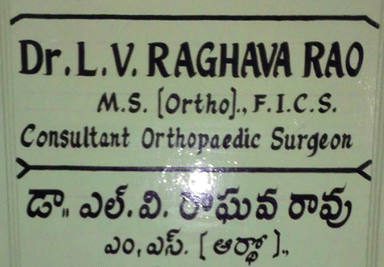 Dr. L. V. RAGHAVA RAO
M.S. [Ortho]., F.I.C.S.
Consultant Orthopaedic Surgeon
డా,, ఎల్. వి. రాఘవ రావు
ఎం, ఎస్. [ ఆర్థో ].,